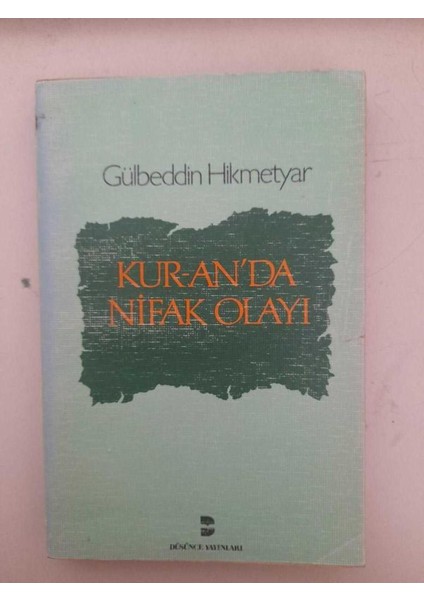 Gülbeddin Hikmetyar
KUR-AN'DA
NİFAK OLAYI
DÜŞÜNCE YAYINLARI